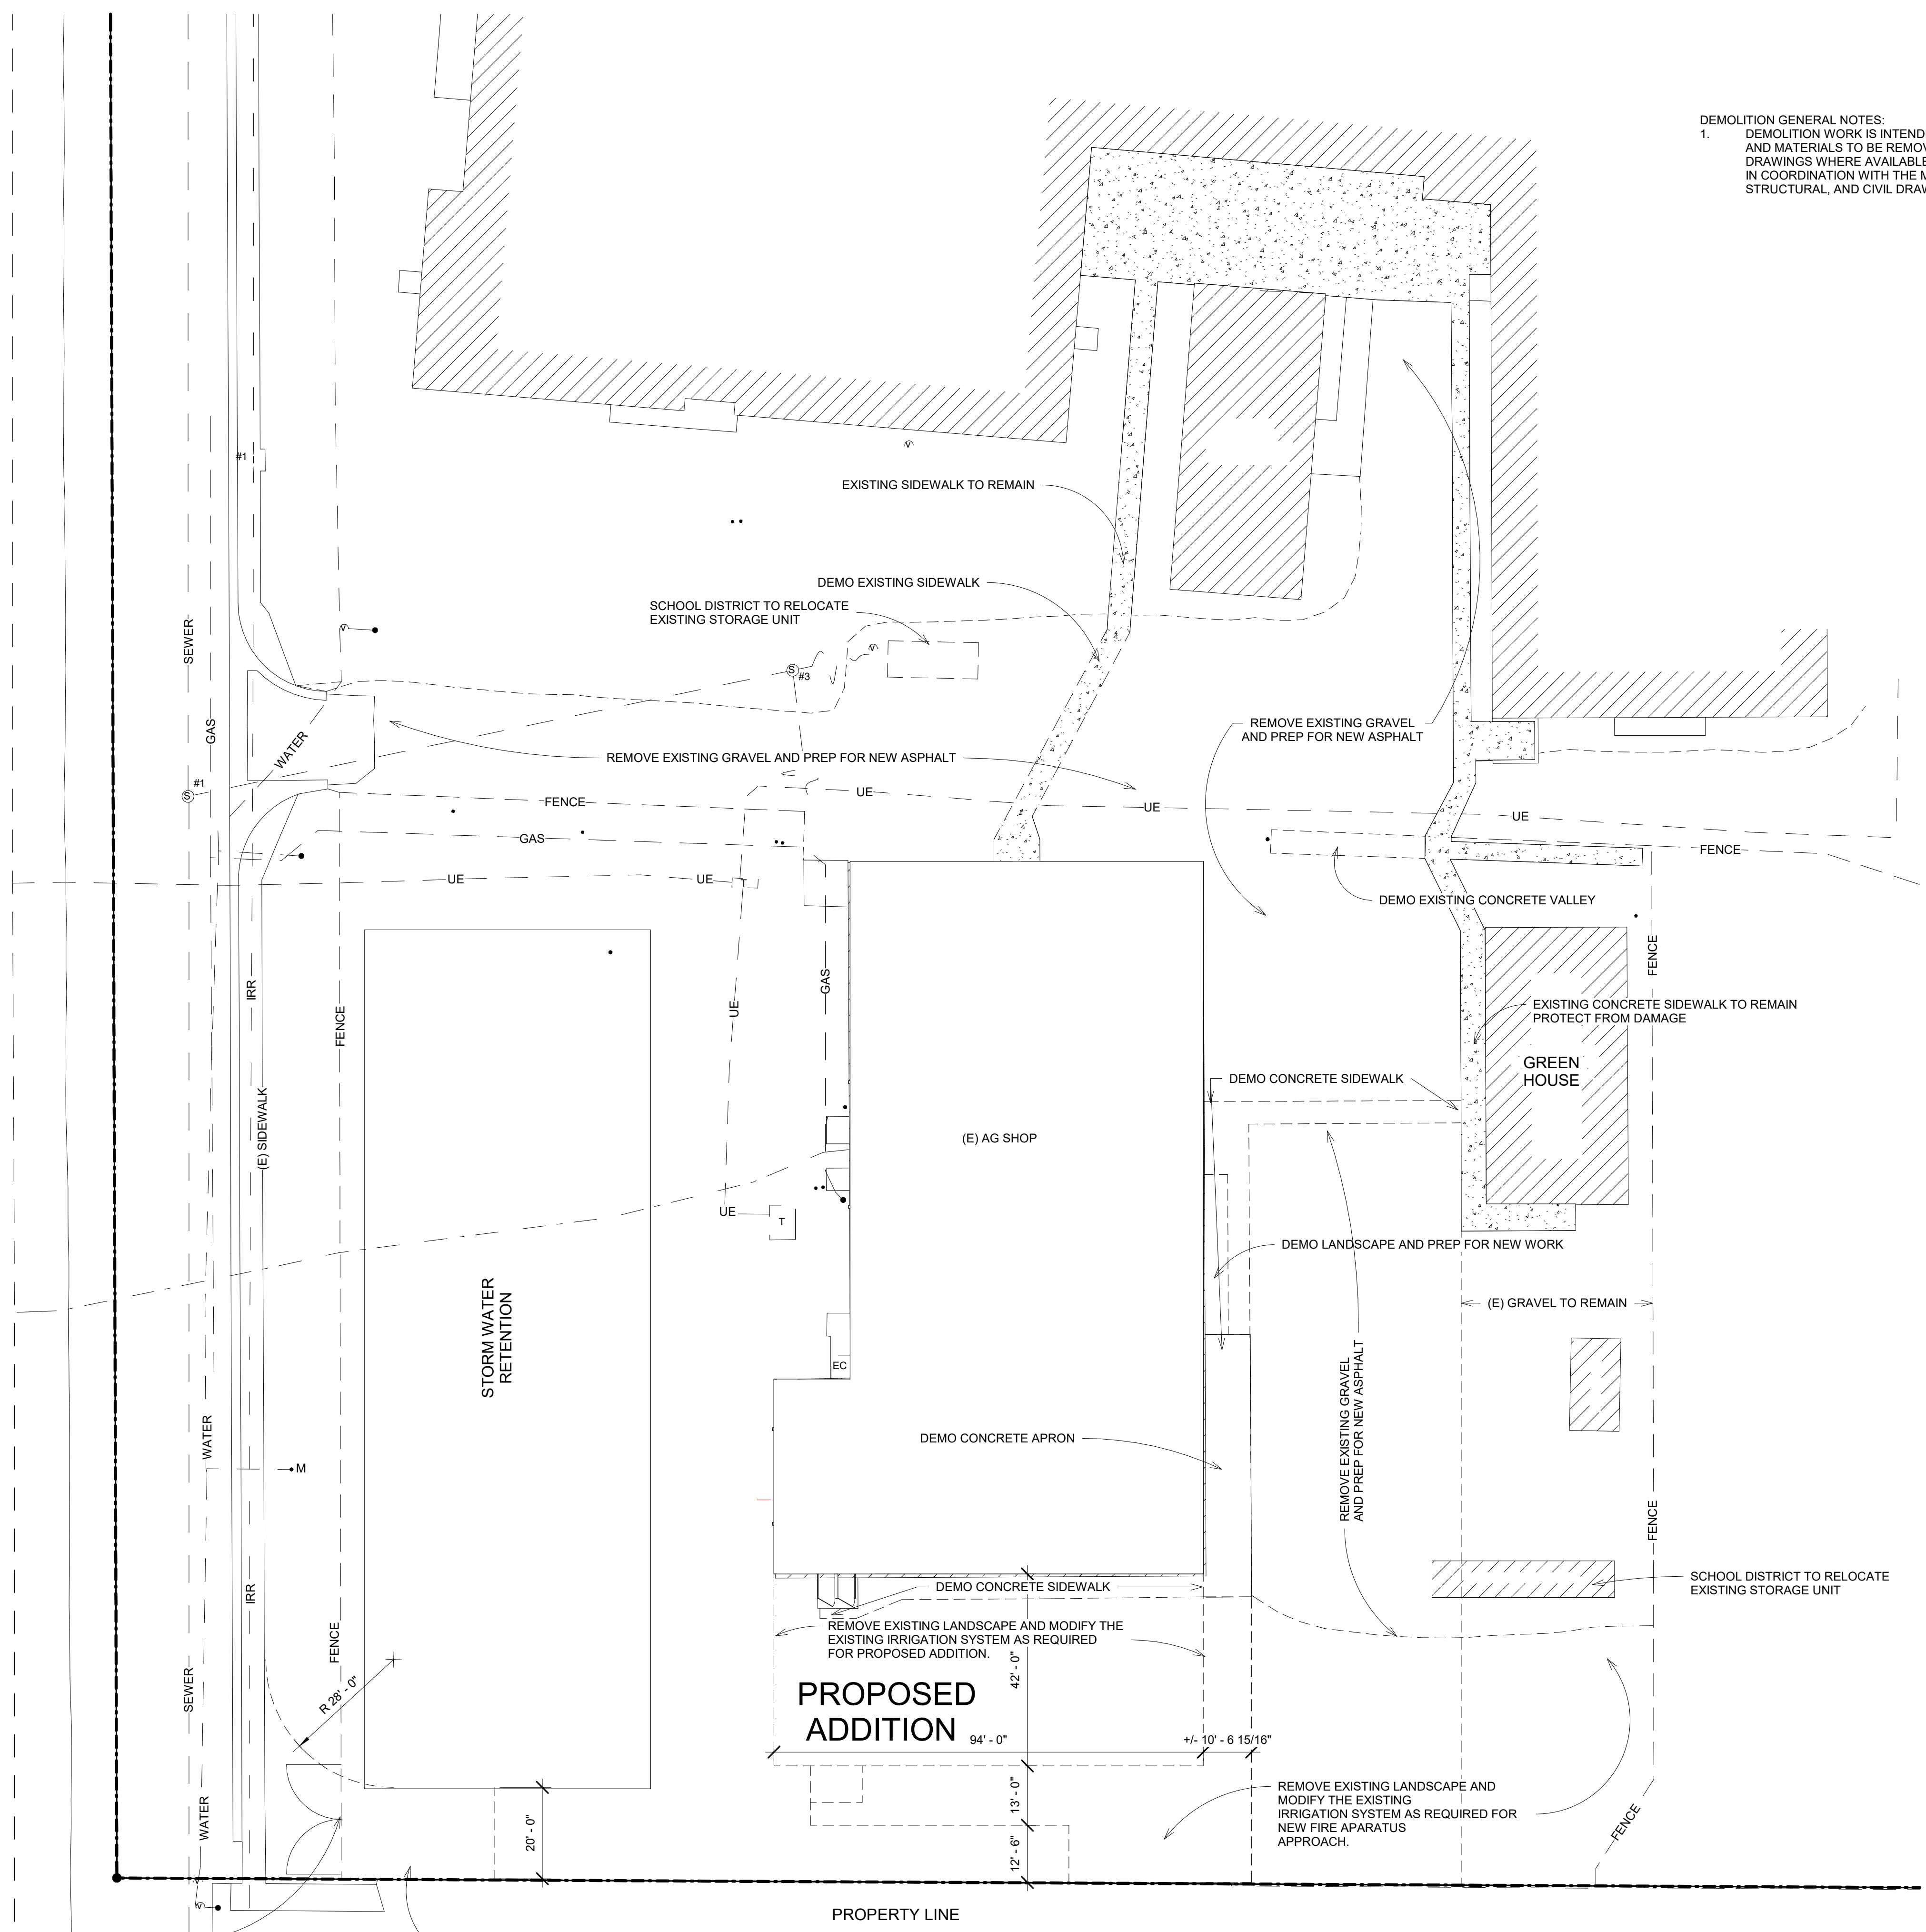 DEMOLITION GENERAL NOTES:
1. DEMOLITION WORK IS INTEND
AND MATERIALS TO BE REMOV
DRAWINGS WHERE AVAILABLE
IN COORDINATION WITH THE M
STRUCTURAL, AND CIVIL DRAW
#1
V
EXISTING SIDEWALK TO REMAIN
DEMO EXISTING SIDEWALK
SCHOOL DISTRICT TO RELOCATE
EXISTING STORAGE UNIT
SEWER
V
V
S
#3
GAS
WATER
REMOVE EXISTING GRAVEL
AND PREP FOR NEW ASPHALT
REMOVE EXISTING GRAVEL AND PREP FOR NEW ASPHALT
#1
S
FENCE
UE
UE
UE
GAS
FENCE
UE
UE
T
DEMO EXISTING CONCRETE VALLEY
IRR
FENCE
UE
GAS
FENCE
EXISTING CONCRETE SIDEWALK TO REMAIN
PROTECT FROM DAMAGE
GREEN
HOUSE
DEMO CONCRETE SIDEWALK
(E) SIDEWALK
(E) AG SHOP
UE
T
DEMO LANDSCAPE AND PREP FOR NEW WORK
STORM WATER
RETENTION
(E) GRAVEL TO REMAIN
EC
REMOVE EXISTING GRAVEL
AND PREP FOR NEW ASPHALT
WATER
DEMO CONCRETE APRON
M
FENCE
IRR
DEMO CONCRETE SIDEWALK
SCHOOL DISTRICT TO RELOCATE
EXISTING STORAGE UNIT
FENCE
REMOVE EXISTING LANDSCAPE AND MODIFY THE
EXISTING IRRIGATION SYSTEM AS REQUIRED
FOR PROPOSED ADDITION.
42' - 0"
SEWER
R 28' - 0"
PROPOSED
ADDITION
94' - 0"
+/- 10' - 6 15/16"
REMOVE EXISTING LANDSCAPE AND
MODIFY THE EXISTING
IRRIGATION SYSTEM AS REQUIRED FOR
NEW FIRE APARATUS
APPROACH.
13' - 0"
WATER
20' - 0"
12' - 6"
FENCE
V
V
PROPERTY LINE